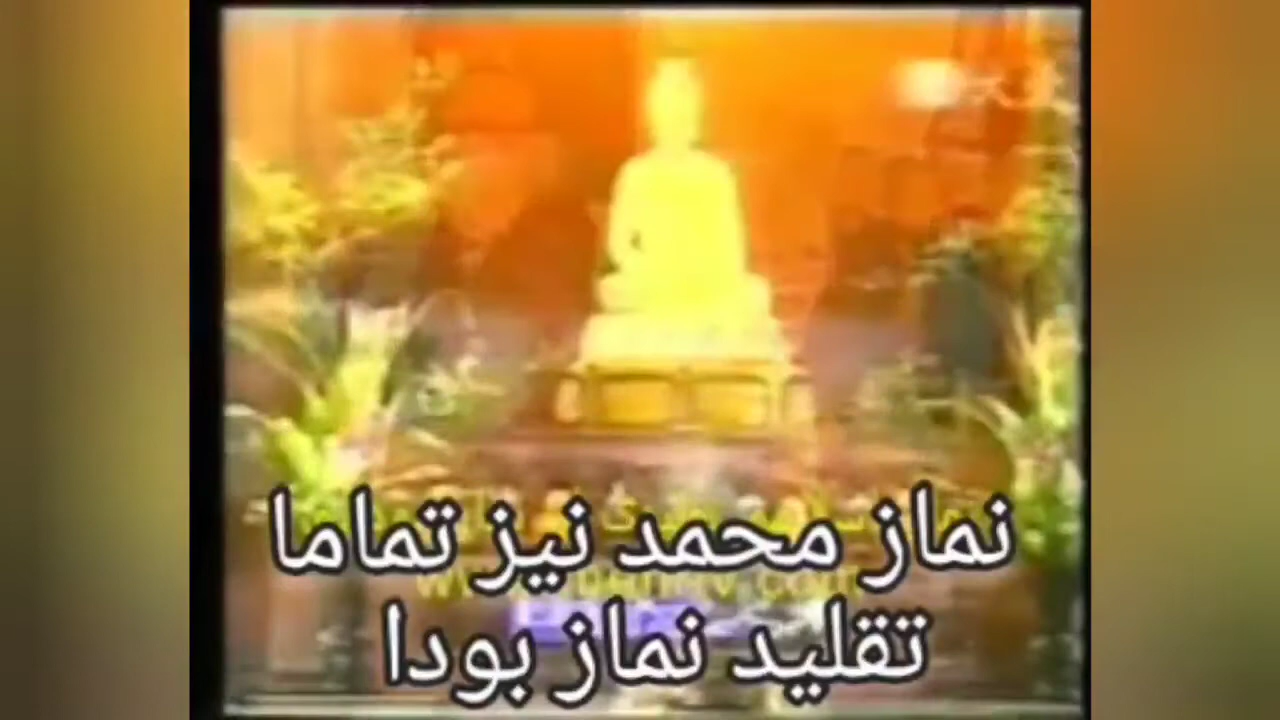 نماز محمد نیز تماما
تقلید نماز بودا